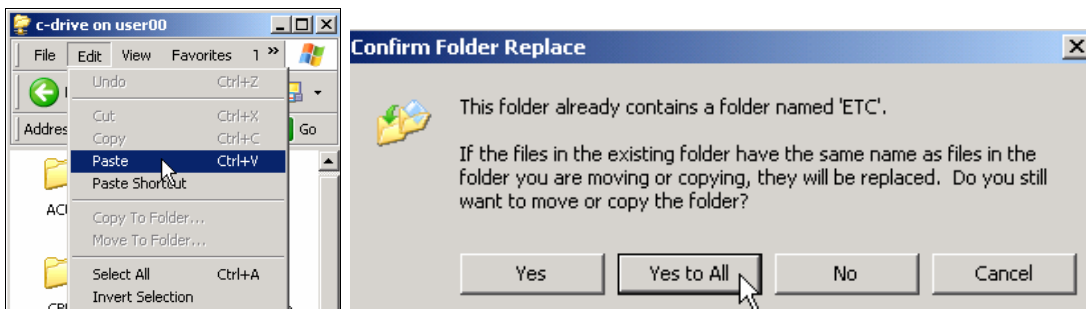 c-drive on user00
File Edit View Favorites T »
Addres Go
Undo Ctrl+Z
Cut Ctrl+X
Copy Ctrl+C
Paste Ctrl+V
Paste Shortcut
Copy To Folder...
Move To Folder...
Select All Ctrl+A
Invert Selection
Confirm Folder Replace
This folder already contains a folder named 'ETC'.
If the files in the existing folder have the same name as files in the
folder you are moving or copying, they will be replaced. Do you still
want to move or copy the folder?
Yes Yes to All No Cancel